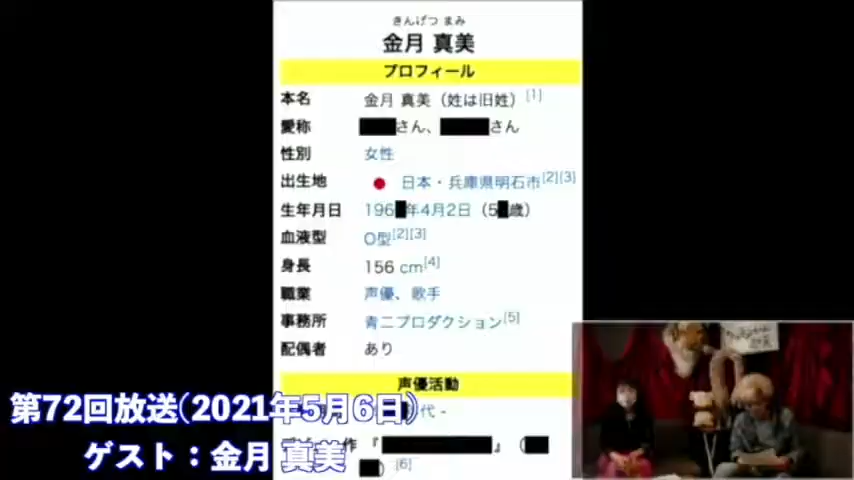 きんげつ まみ
金月 真美
プロフィール
本名 金月 真美（姓は旧姓）[1]
愛称 さん、さん
性別 女性
出生地 日本・兵庫県明石市[2][3]
生年月日 196年4月2日（5歳）
血液型 O型[2][3]
身長 156 cm[4]
職業 声優、歌手
事務所 青二プロダクション[5]
配偶者 あり
声優活動
代 -
作 『 』（
）[6]
第72回放送(2021年5月6日)
ゲスト：金月 真美